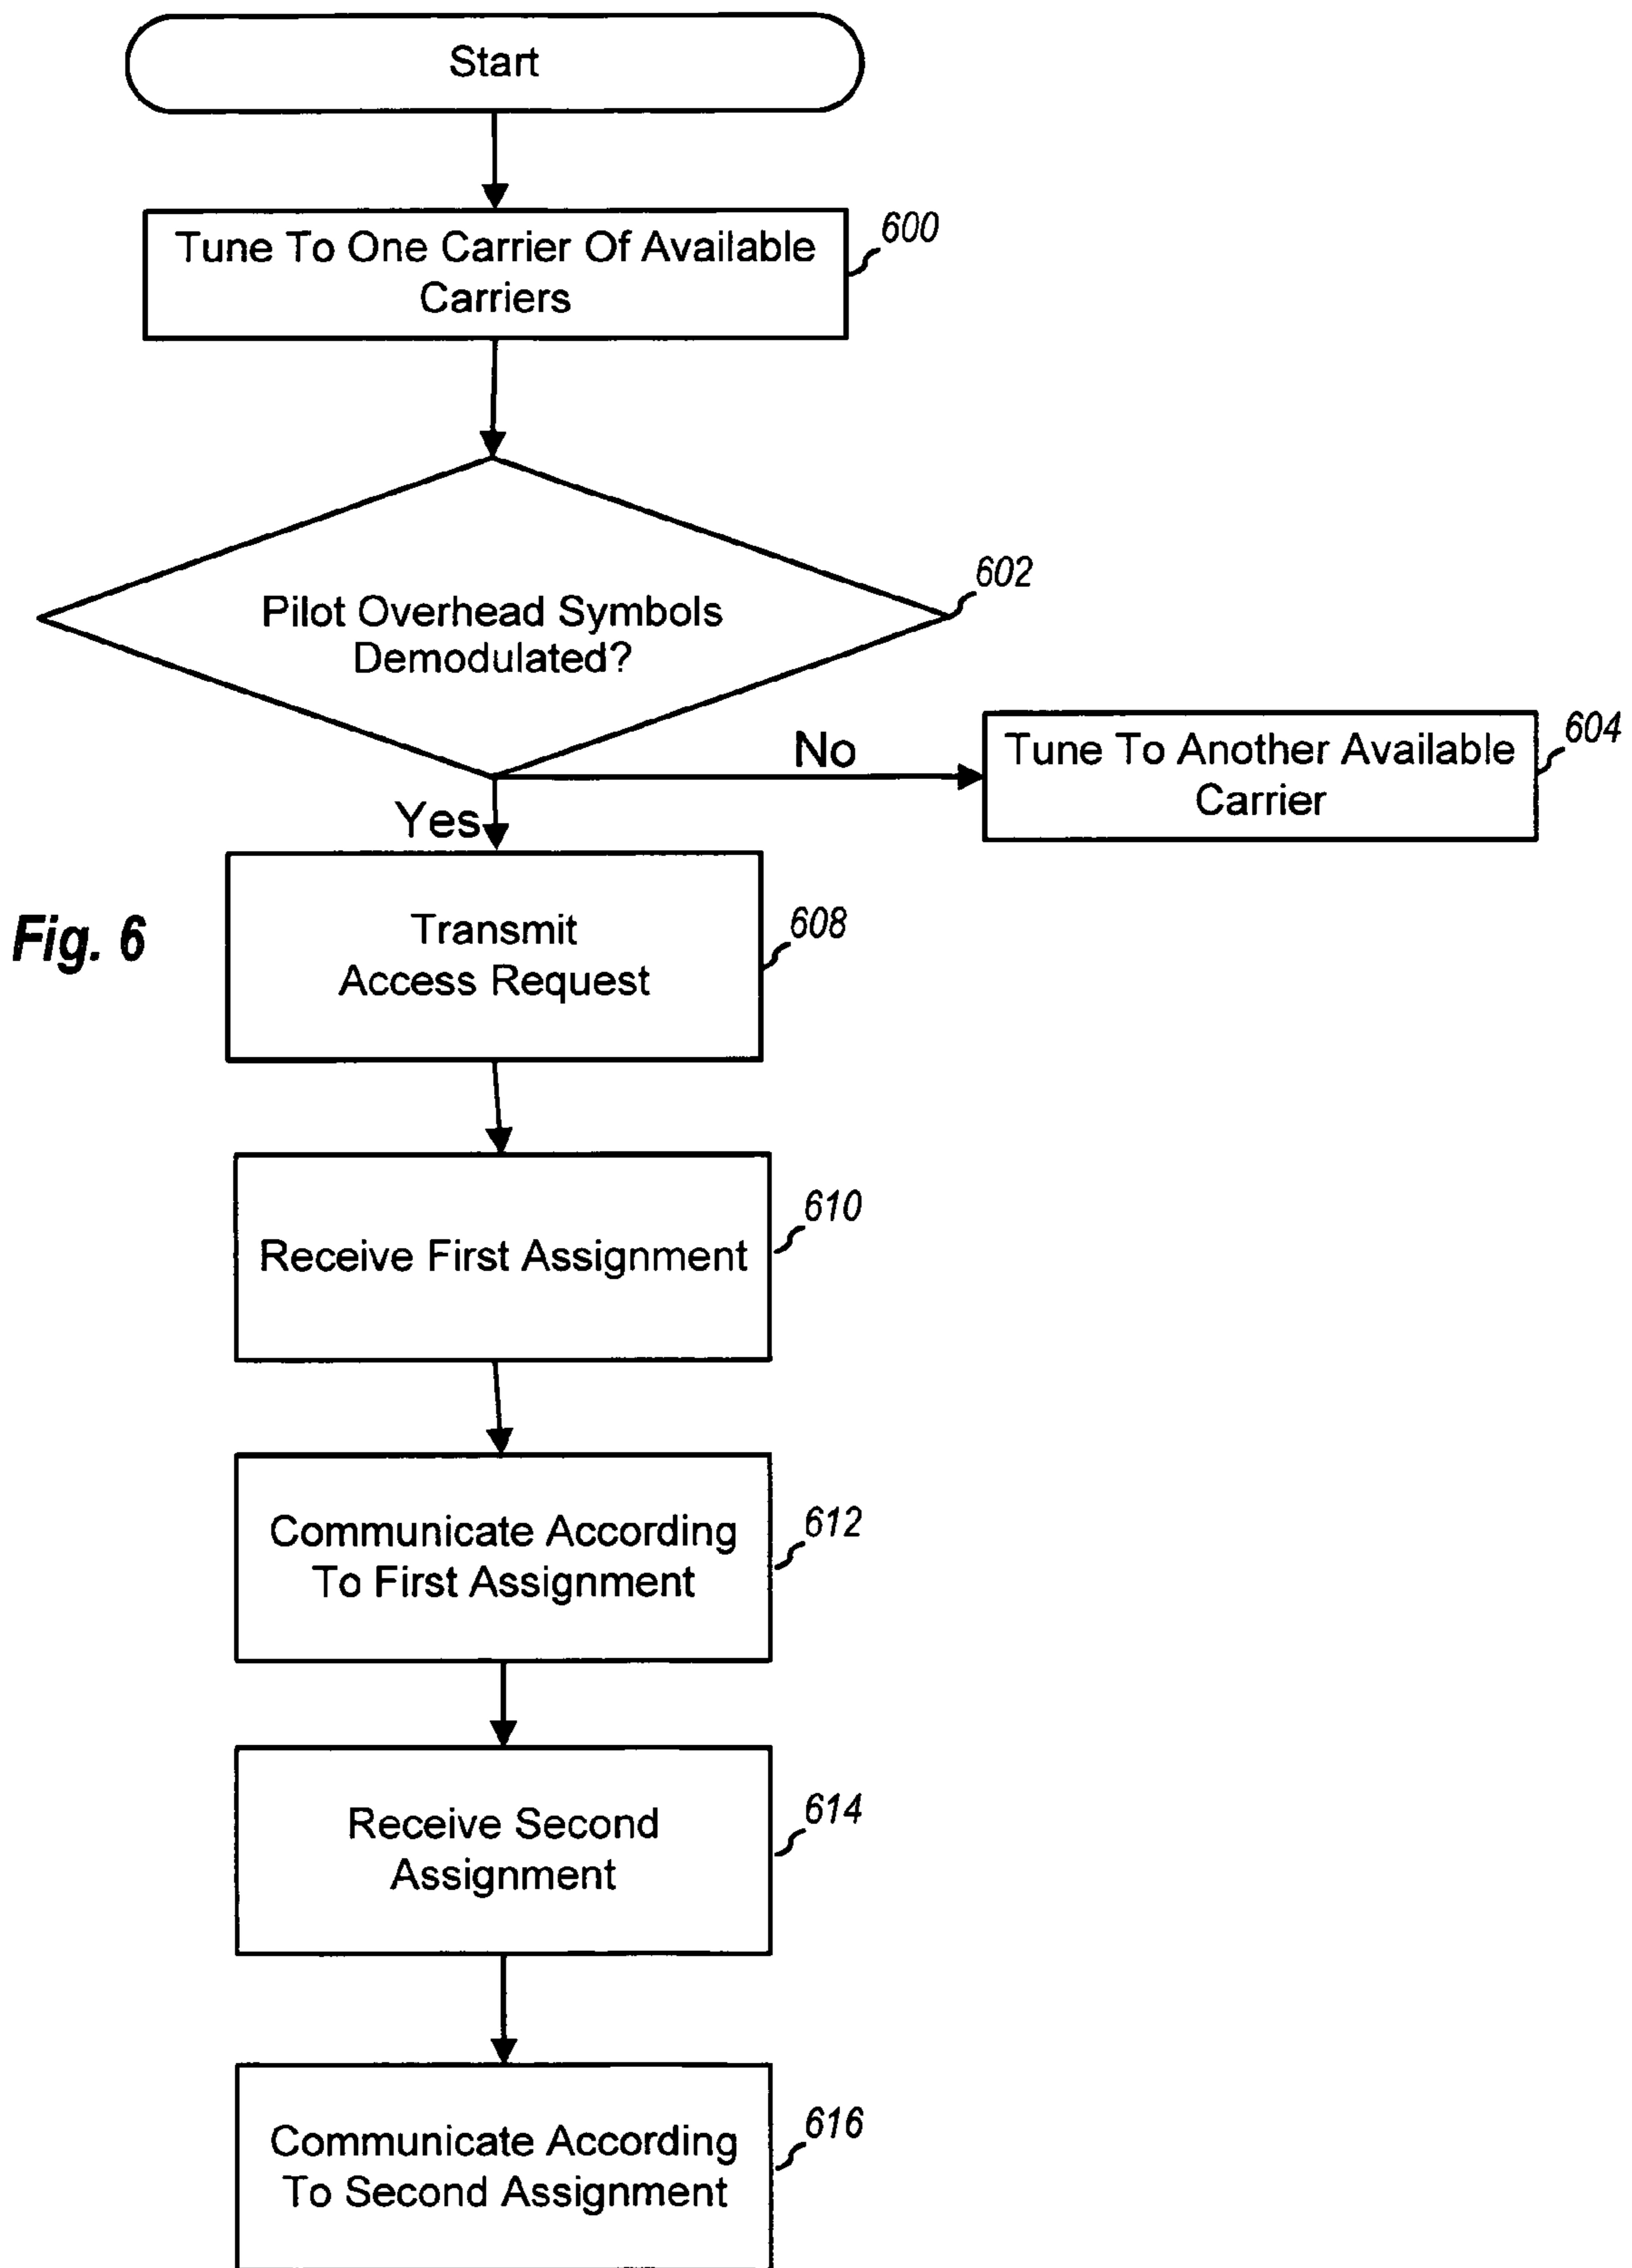 Start
Tune To One Carrier Of Available
Carriers
600
Pilot Overhead Symbols
Demodulated?
602
No
Tune To Another Available
Carrier
604
Yes
Fig. 6
Transmit
Access Request
608
Receive First Assignment
610
Communicate According
To First Assignment
612
Receive Second
Assignment
614
Communicate According
To Second Assignment
616